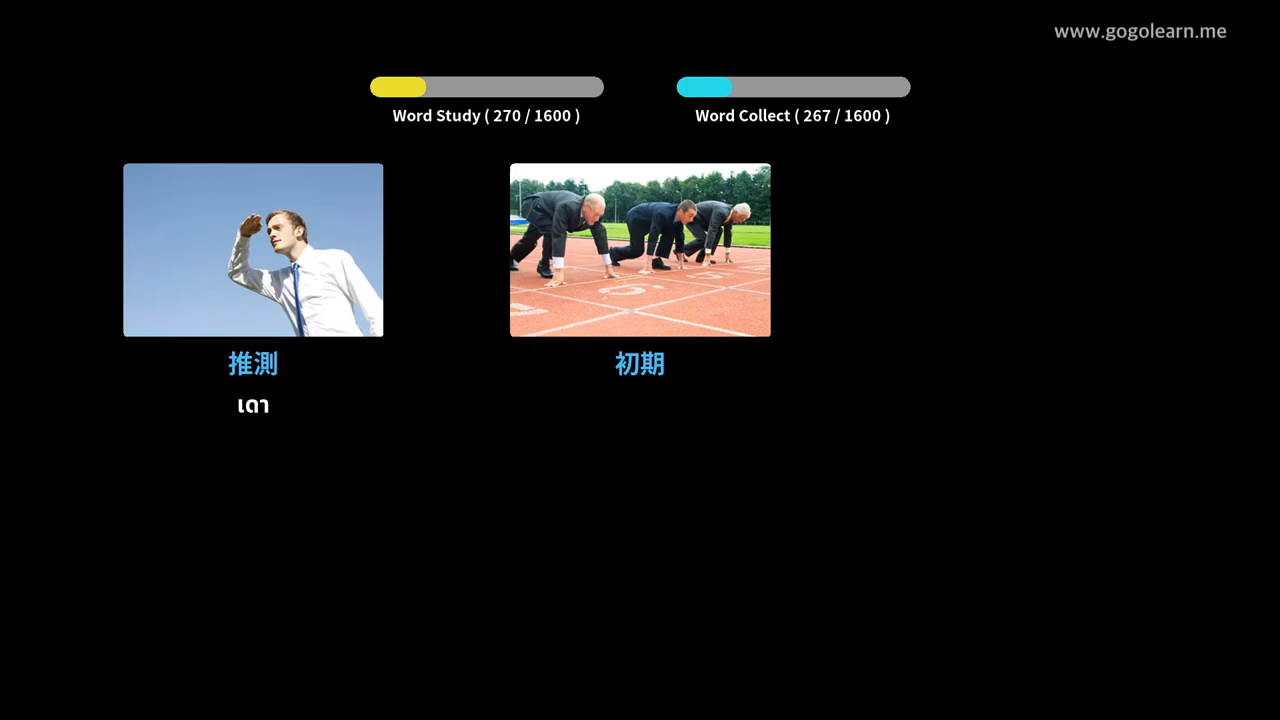 www.gogolearn.me
Word Study ( 270 / 1600 )
Word Collect ( 267 / 1600 )
推測
初期
เดา